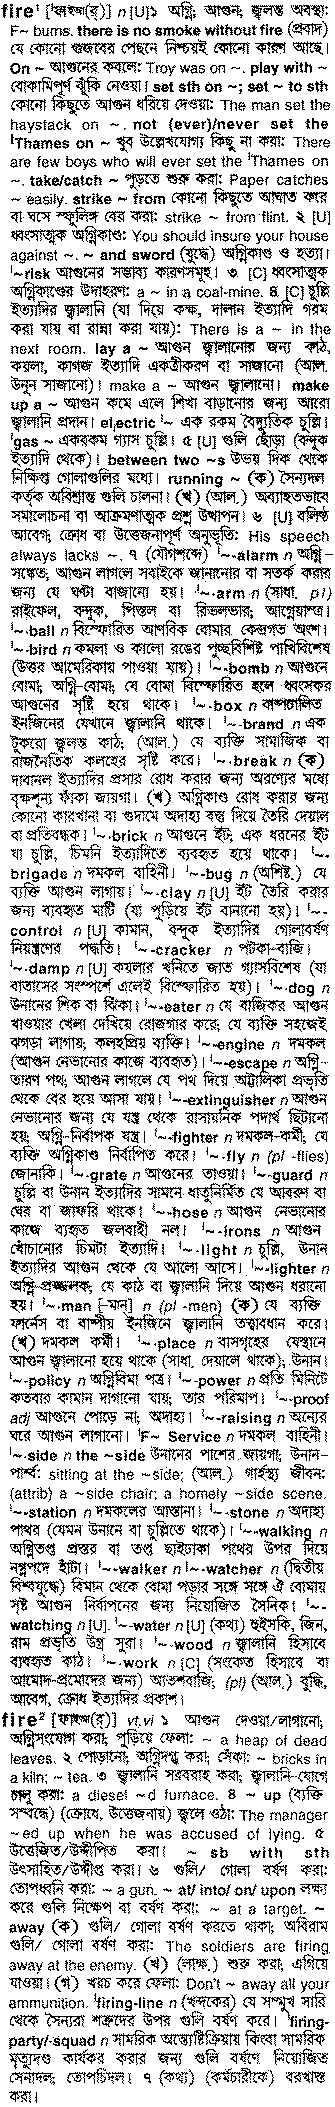 fire¹ [ˈফাইআ(র্)] n [U] ১ অগ্নি, আগুন; জ্বলন্ত অবস্থা:
F~ burns. there is no smoke without fire (প্রবাদ)
যে কোনো গুজবের পেছনে নিশ্চয়ই কোনো কারণ আছে।
On ~ আগুনের কবলে: Troy was on ~. play with ~
বোকামিপূর্ণ ঝুঁকি নেওয়া। set sth on ~; set ~ to sth
কোনো কিছুতে আগুন ধরিয়ে দেওয়া: The man set the
haystack on ~. not (ever)/never set the
ˈThames on ~ খুব উল্লেখযোগ্য কিছু না করা: There
are few boys who will ever set the ˈThames on
~. take/catch ~ পুড়তে শুরু করা: Paper catches
~ easily. strike ~ from কোনো কিছুতে আঘাত করে
বা ঘসে স্ফুলিঙ্গ বের করা: strike ~ from flint. ২ [U]
ধ্বংসাত্মক অগ্নিকাণ্ড: You should insure your house
against ~. ~ and sword (যুদ্ধে) অগ্নিকাণ্ড ও হত্যা।
ˈ~risk আগুনের সম্ভাব্য কারণসমূহ। ৩ [C] ধ্বংসাত্মক
অগ্নিকাণ্ডের উদাহরণ: a ~ in a coal-mine. ৪ [C] চুল্লি
ইত্যাদির জ্বালানি (যা দিয়ে কক্ষ, দালান ইত্যাদি গরম
করা যায় বা রান্না করা যায়): There is a ~ in the
next room. lay a ~ আগুন জ্বালানোর জন্য কাঠ,
কয়লা, কাগজ ইত্যাদি একত্রীকরণ বা সাজানো (আল.
উনুন সাজানো)। make a ~ আগুন জ্বালানো। make
up a ~ আগুন কমে এলে শিখা বাড়ানোর জন্য আরো
জ্বালানি প্রদান। eˌlectric ~ এক রকম বৈদ্যুতিক চুল্লি।
ˈgas ~ একরকম গ্যাস চুল্লি। ৫ [U] গুলি ছোঁড়া (বন্দুক
ইত্যাদি থেকে)। between two ~s উভয় দিক থেকে
নিক্ষিপ্ত গোলাগুলির মধ্যে। running ~ (ক) সৈন্যদল
কর্তৃক অবিশ্রান্ত গুলি চালনা। (খ) (আল.) অব্যাহতভাবে
সমালোচনা বা আক্রমণাত্মক প্রশ্ন উত্থাপন। ৬ [U] বলিষ্ঠ
আবেগ; ক্রোধ বা উত্তেজনাপূর্ণ অনুভূতি: His speech
always lacks ~. ৭ (যৌগশব্দে) ˈ~-alarm n অগ্নি-
সঙ্কেত; আগুন লাগলে সবাইকে জানানোর বা সতর্ক করার
জন্য যে ঘণ্টা বাজানো হয়। ˈ~-arm n (সাধা. pl)
রাইফেল, বন্দুক, পিস্তল বা রিভলভার; আগ্নেয়াস্ত্র।
ˈ~-ball n বিস্ফোরিত আণবিক বোমার কেন্দ্রগত অংশ।
ˈ~-bird n কমলা ও কালো রঙের পুচ্ছবিশিষ্ট পাখিবিশেষ
(উত্তর আমেরিকায় পাওয়া যায়)। ˈ~-bomb n আগুনে
বোমা; অগ্নি-বোমা; যে বোমা বিস্ফোরিত হলে ধ্বংসকর
আগুনের সৃষ্টি হয়ে থাকে। ˈ~-box n বাষ্পচালিত
ইনজিনের যেখানে জ্বালানি থাকে। ˈ~-brand n এক
টুকরো জ্বলন্ত কাঠ; (আল.) যে ব্যক্তি সামাজিক বা
রাজনৈতিক কলহের সৃষ্টি করে। ˈ~-break n (ক)
দাবানল ইত্যাদির প্রসার রোধ করার জন্য অরণ্যের মধ্যে
বৃক্ষশূন্য ফাঁকা জায়গা। (খ) অগ্নিকাণ্ড রোধ করার জন্য
কোনো কারখানা বা গুদামে অদাহ্য বস্তু দিয়ে তৈরি দেয়াল
বা প্রতিবন্ধক। ˈ~-brick n আগুনে ইঁট; এক ধরনের ইট
যা চুল্লি, চিমনি ইত্যাদিতে ব্যবহৃত হয়ে থাকে। ˈ~-
brigade n দমকল বাহিনী। ˈ~-bug n (অশিষ্ট.) যে
ব্যক্তি আগুন লাগায়। ˈ~-clay n [U] ইট তৈরি করার
জন্য ব্যবহৃত মাটি (যা পুড়িয়ে ইট বানানো হয়)। ˈ~-
control n [U] কামান, বন্দুক ইত্যাদির গোলাবর্ষণ
নিয়ন্ত্রণের পদ্ধতি। ˈ~-cracker n পটকা-বাজি।
ˈ~-damp n [U] কয়লার খনিতে জাত গ্যাসবিশেষ (যা
বাতাসের সংস্পর্শে এলেই বিস্ফোরিত হয়)। ˈ~-dog n
উনানের শিক বা ঝিঁকা। ˈ~-eater n যে বাজিকর আগুন
খাওয়ার খেলা দেখিয়ে রোজগার করে; যে ব্যক্তি সহজেই
ঝগড়া লাগায়; কলহপ্রিয় ব্যক্তি। ˈ~-engine n দমকল
(আগুন নেভানোর কাজে ব্যবহৃত)। ˈ~-escape n অগ্নি-
তারণ পথ; আগুন লাগলে যে পথ দিয়ে অট্টালিকা প্রভৃতি
থেকে বের হয়ে আসা যায়। ˈ~-extinguisher n আগুন
নেভানোর জন্য যে যন্ত্র থেকে রাসায়নিক পদার্থ ছিটানো
হয়; অগ্নি-নির্বাপক যন্ত্র। ˈ~-fighter n দমকল-কর্মী; যে
ব্যক্তি অগ্নিকাণ্ড নির্বাপিত করে। ˈ~-fly n (pl -flies)
জোনাকি। ˈ~-grate n আগুনের তাওয়া। ˈ~-guard n
চুল্লি বা উনান ইত্যাদির সামনে ধাতুনির্মিত যে আবরণ বা
ঘের বা জাফরি থাকে। ˈ~-hose n আগুন নেভানোর
কাজে ব্যবহৃত জলবাহী নল। ˈ~-irons n আগুন
খোঁচানোর চিমটা ইত্যাদি। ˈ~-light n চুল্লি, উনান
ইত্যাদির আগুন থেকে যে আলো আসে। ˈ~-lighter n
অগ্নি-প্রজ্জ্বলক; যে কাঠ বা জ্বালানি দিয়ে আগুন ধরানো
হয়। ˈ~-man [-মান্] n (pl -men) (ক) যে ব্যক্তি
ফার্নেস বা বাষ্পীয় ইনজিনে জ্বালানি তত্ত্বাবধান করে।
(খ) দমকল কর্মী। ˈ~-place n বাসগৃহের যেস্থানে
আগুন জ্বালানো হয়ে থাকে (সাধা. দেয়ালে থাকে); উনান।
ˈ~-policy n অগ্নিবিমা পত্র। ˈ~-power n প্রতি মিনিটে
কতবার কামান দাগানো যায়; তার পরিমাপ। ˈ~-proof
adj আগুনে পোড়ে না; অদাহ্য। ˈ~-raising n অন্যের
ঘরে আগুন লাগানো। ˈF~ Service n দমকল বাহিনী।
ˈ~-side n the ~side উনানের পাশের জায়গা; উনান-
পার্শ্ব: sitting at the ~side; (আল.) গার্হস্থ্য জীবন:
(attrib) a ~side chair; a homely ~side scene.
ˈ~-station n দমকলের আস্তানা। ˈ~-stone n অদাহ্য
পাথর (যেমন উনানে বা চুল্লিতে থাকে)। ˈ~-walking n
অগ্নিতপ্ত প্রস্তর বা তপ্ত ছাইঢাকা পথের উপর দিয়ে
নগ্নপদে হাঁটা। ˈ~-walker n ˈ~-watcher n (দ্বিতীয়
বিশ্বযুদ্ধে) বিমান থেকে বোমা পড়ার সঙ্গে সঙ্গে ঐ বোমায়
সৃষ্ট আগুন নির্বাপনের জন্য নিয়োজিত সৈনিক। ˈ~-
watching n [U]. ˈ~-water n [U] (কথ্য) হুইসকি, জিন,
রাম প্রভৃতি উগ্র সুরা। ˈ~-wood n জ্বালানি হিসাবে
ব্যবহৃত কাঠ। ˈ~-work n [C] (সংকেত হিসাবে বা
আমোদ-প্রমোদের জন্য) আতশবাজি; (pl) (আল.) বুদ্ধি,
আবেগ, ক্রোধ ইত্যাদির প্রকাশ।
fire² [ফাইআ(র্)] vt,vi ১ আগুন দেওয়া/লাগানো;
অগ্নিসংযোগ করা; পুড়িয়ে ফেলা: ~ a heap of dead
leaves. ২ পোড়ানো; অগ্নিদগ্ধ করা; সেঁকা: ~ bricks in
a kiln; ~ tea. ৩ জ্বালানি সরবরাহ করা; জ্বালানি-যোগে
চালু করা: a diesel ~d furnace. ৪ ~ up (ব্যক্তি
সম্বন্ধে) (ক্রোধে, উত্তেজনায়) জ্বলে ওঠা: The manager
~ed up when he was accused of lying. ৫
উত্তেজিত/উদ্দীপিত করা। ~ sb with sth
উৎসাহিত/উদ্দীপ্ত করা। ৬ গুলি/ গোলা বর্ষণ করা:
তোপধ্বনি করা: ~ a gun. ~ at/ into/ on/ upon লক্ষ্য
করে গুলি নিক্ষেপ বা বর্ষণ করা: ~ at a target. ~
away (ক) গুলি/ গোলা বর্ষণ করতে থাকা; অবিরাম
গুলি/ গোলা বর্ষণ করা: The soldiers are firing
away at the enemy. (খ) (লাক্ষ.) শুরু করা; এগিয়ে
যাওয়া। (গ) খরচ করে ফেলা: Don't ~ away all your
ammunition. ˈfiring-line n (খন্দকের) যে সম্মুখ সারি
থেকে সৈন্যরা শত্রুদের উপর গুলি বর্ষণ করে। ˈfiring-
party/-squad n সামরিক অন্ত্যেষ্টিক্রিয়ায় কিংবা সামরিক
মৃত্যুদণ্ড কার্যকর করার জন্য গুলি বর্ষণে নিয়োজিত
সেনাদল; তোপচিদল। ৭ (কথ্য) (কর্মচারীকে) বরখাস্ত
করা।